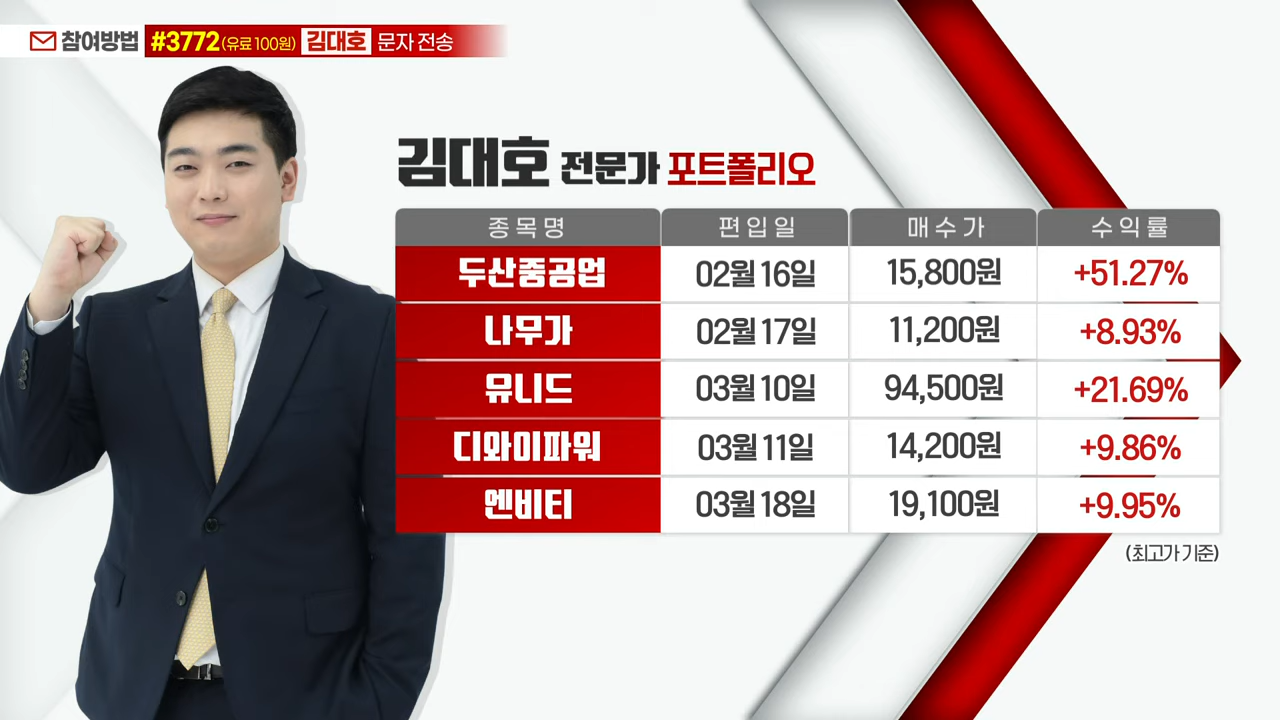 참여방법 #3772(유료 100원) 김대호 문자 전송
김대호 전문가 포트폴리오
종목명 편입일 매수가 수익률
두산중공업 02월 16일 15,800원 +51.27%
나무가 02월 17일 11,200원 +8.93%
유니드 03월 10일 94,500원 +21.69%
디와이파워 03월 11일 14,200원 +9.86%
엔비티 03월 18일 19,100원 +9.95%
(최고가 기준)